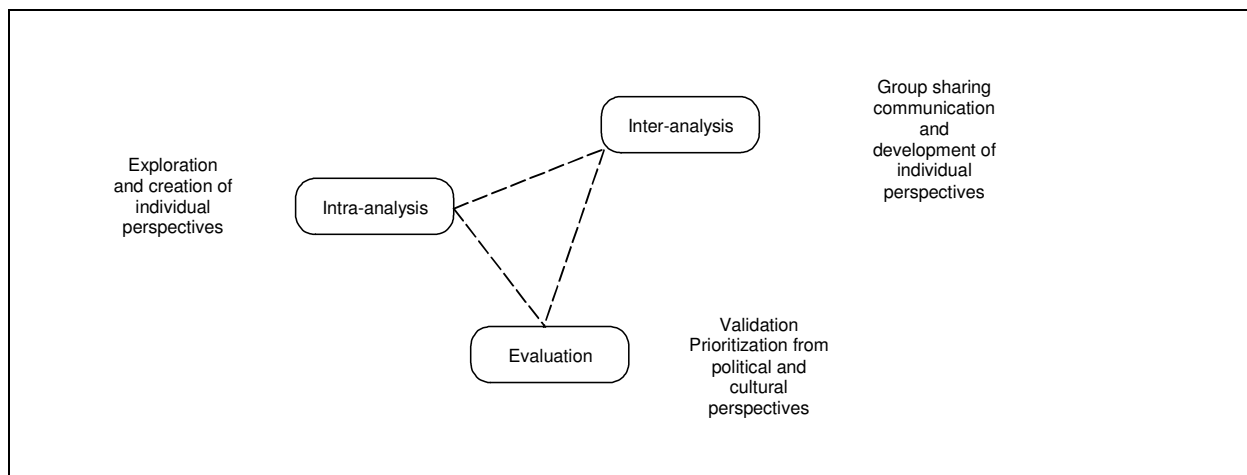 Group sharing
communication
and
development of
individual
perspectives
Inter-analysis
Exploration
and creation of
individual
perspectives
Intra-analysis
Validation
Prioritization from
political and
cultural
perspectives
Evaluation